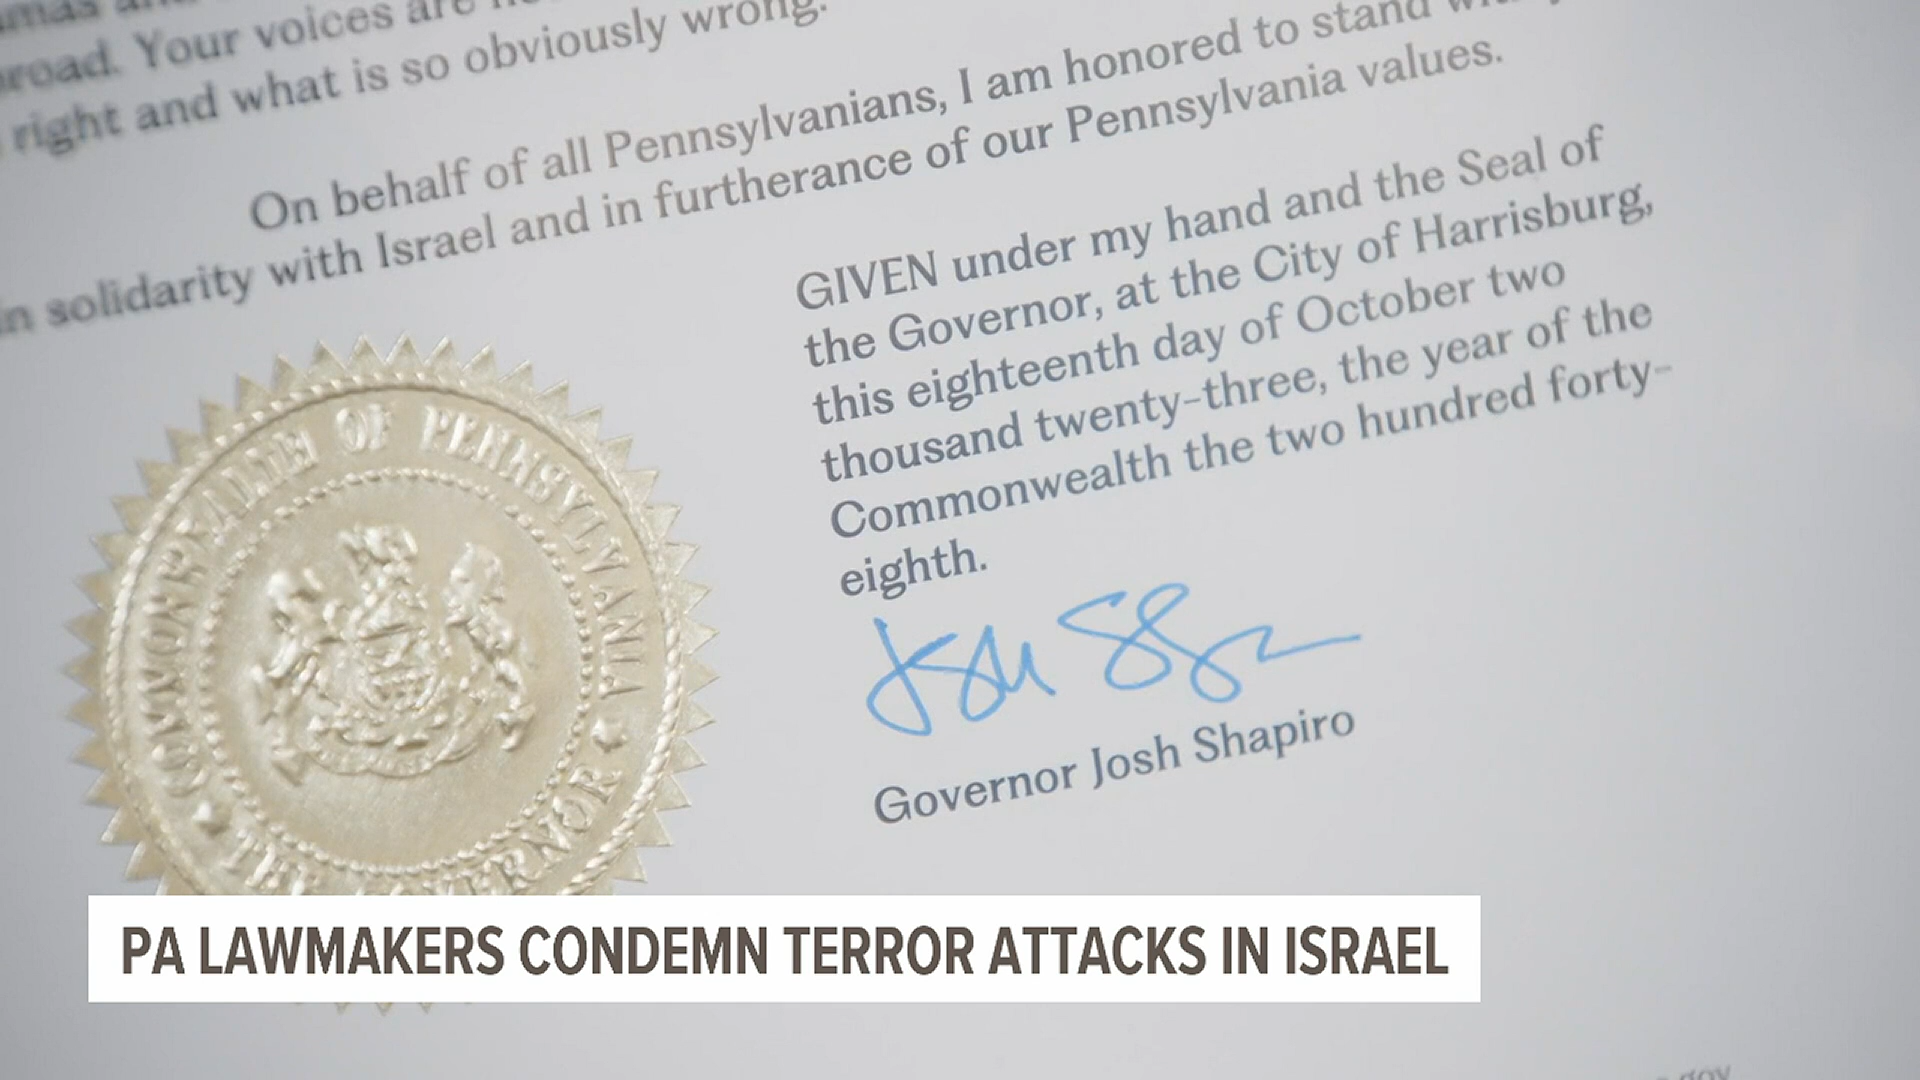 and
Your voices are
right and what is so obviously wrong.
On behalf of all Pennsylvanians, I am honored to stand
in solidarity with Israel and in furtherance of our Pennsylvania values.
GIVEN under my hand and the Seal of
the Governor, at the City of Harrisburg,
this eighteenth day of October two
thousand twenty-three, the year of the
Commonwealth the two hundred forty-
eighth.
Josh Shapiro
Governor Josh Shapiro
COMMONWEALTH OF PENNSYLVANIA
THE GOVERNOR
PA LAWMAKERS CONDEMN TERROR ATTACKS IN ISRAEL